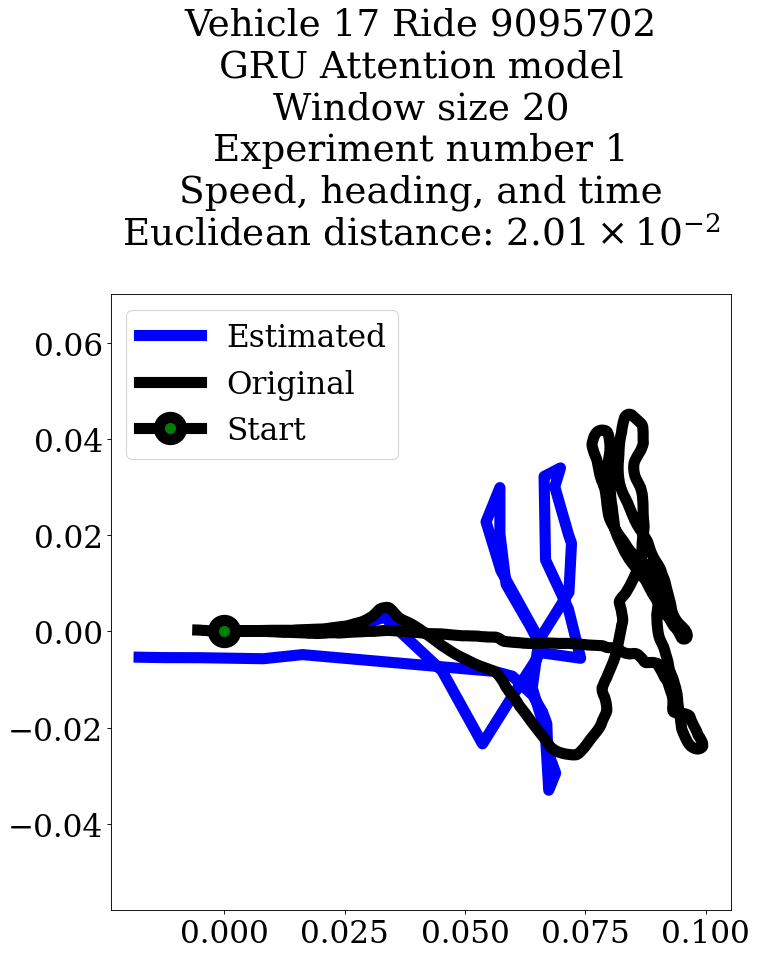 Vehicle 17 Ride 9095702
GRU Attention model
Window size 20
Experiment number 1
Speed, heading, and time
Euclidean distance: 2.01 × 10⁻²
Estimated
Original
Start
0.06
0.04
0.02
0.00
−0.02
−0.04
0.000 0.025 0.050 0.075 0.100